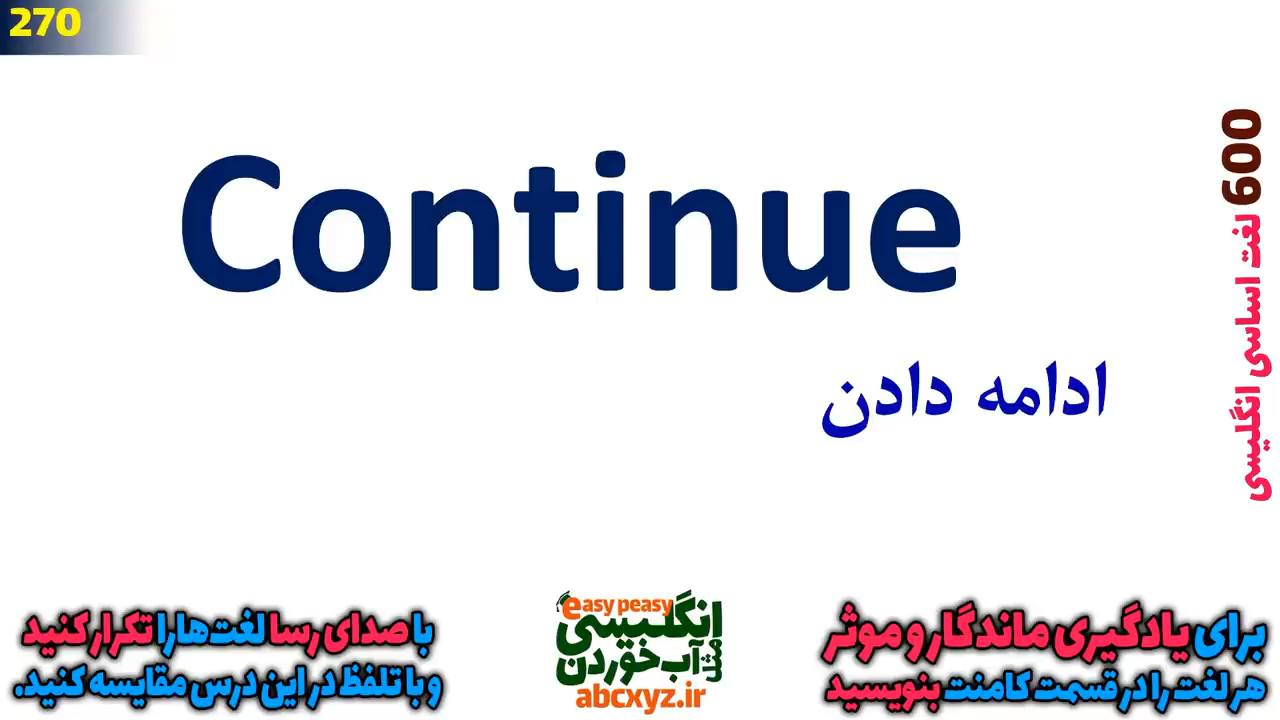 270
Continue
ادامه دادن
600 لغت اساسی انگلیسی
برای یادگیری ماندگار و موثر
هر لغت را در قسمت کامنت بنویسید
easy peasy
انگلیسی
مثل آب خوردن
abcxyz.ir
با صدای رسا لغت‌ها را تکرار کنید
و با تلفظ در این درس مقایسه کنید.